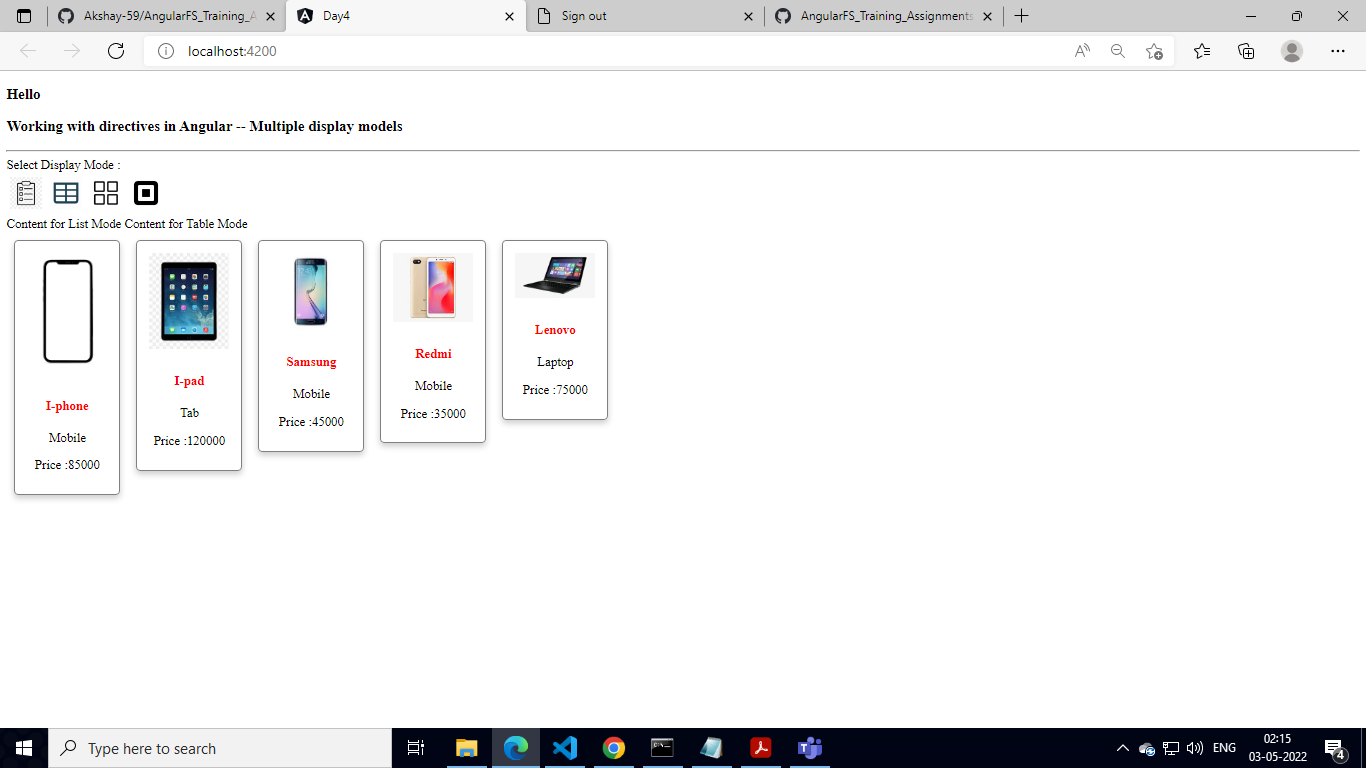 Akshay-59/AngularFS_Training_A
Day4
Sign out
AngularFS_Training_Assignments
localhost:4200
Hello
Working with directives in Angular -- Multiple display models
Select Display Mode :
Content for List Mode Content for Table Mode
I-phone
Mobile
Price :85000
I-pad
Tab
Price :120000
Samsung
Mobile
Price :45000
Redmi
Mobile
Price :35000
Lenovo
Laptop
Price :75000
Type here to search
ENG
02:15
03-05-2022
4